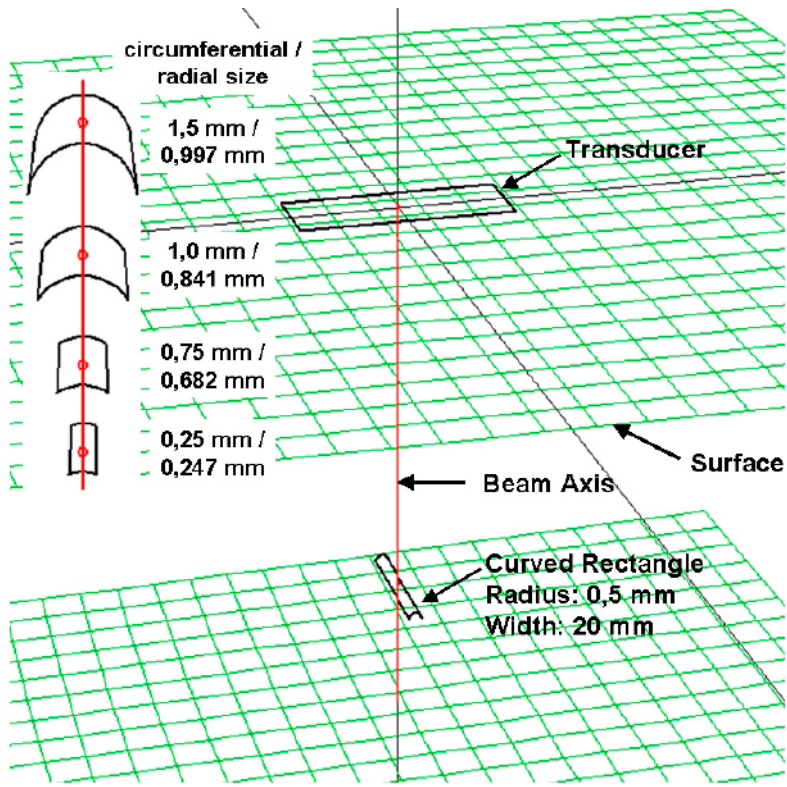 circumferential /
radial size
1,5 mm /
0,997 mm
1,0 mm /
0,841 mm
0,75 mm /
0,682 mm
0,25 mm /
0,247 mm
Transducer
Surface
Beam Axis
Curved Rectangle
Radius: 0,5 mm
Width: 20 mm